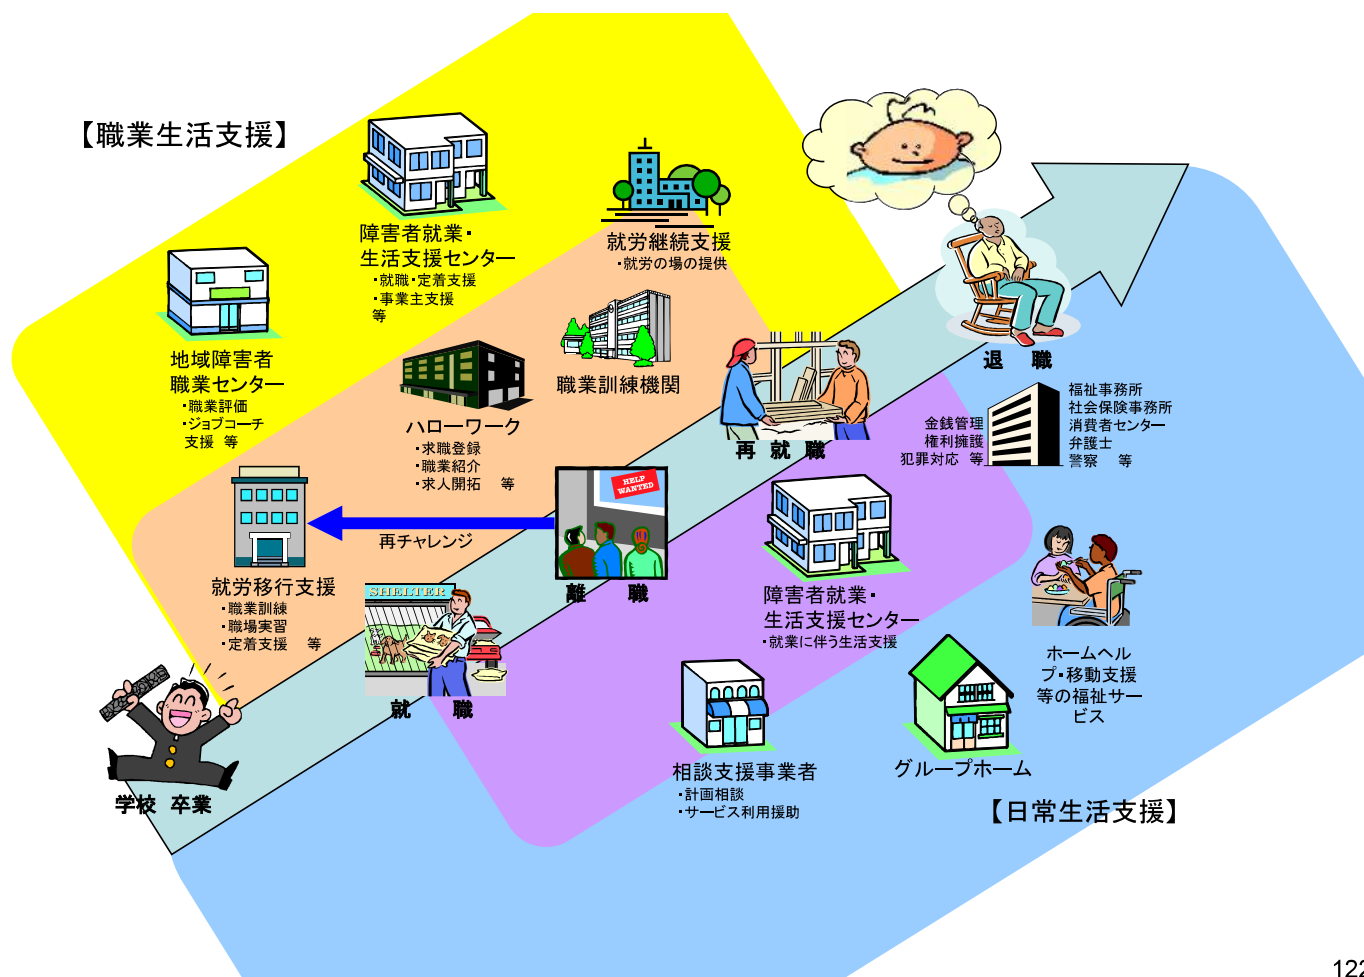 【職業生活支援】
障害者就業・
生活支援センター
・就職・定着支援
・事業主支援
等
就労継続支援
・就労の場の提供
地域障害者
職業センター
・職業評価
・ジョブコーチ
支援 等
職業訓練機関
ハローワーク
・求職登録
・職業紹介
・求人開拓 等
再 就 職
退 職
金銭管理
権利擁護
犯罪対応 等
福祉事務所
社会保険事務所
消費者センター
弁護士
警察 等
HELP
WANTED
再チャレンジ
離 職
就労移行支援
・職業訓練
・職場実習
・定着支援 等
SHELTER
就 職
障害者就業・
生活支援センター
・就業に伴う生活支援
ホームヘル
プ・移動支援
等の福祉サー
ビス
学校 卒業
相談支援事業者
・計画相談
・サービス利用援助
グループホーム
【日常生活支援】
122